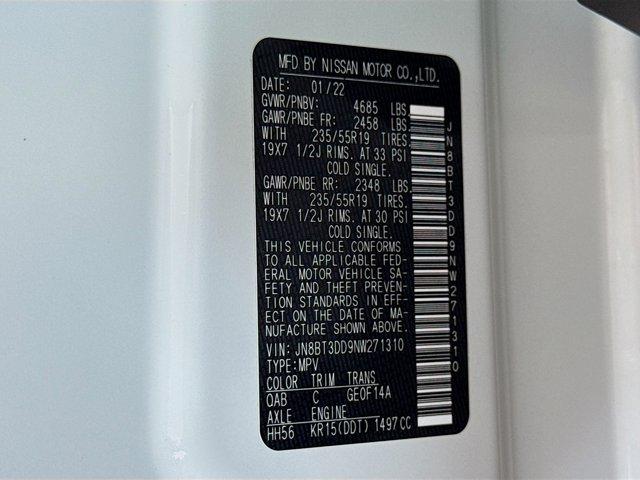 MFD BY NISSAN MOTOR CO.,LTD.
DATE: 01/22
GVWR/PNBV: 4685 LBS.
GAWR/PNBE FR: 2458 LBS.
WITH 235/55R19 TIRES.
19X7 1/2J RIMS. AT 33 PSI
COLD SINGLE.
GAWR/PNBE RR: 2348 LBS.
WITH 235/55R19 TIRES.
19X7 1/2J RIMS. AT 30 PSI
COLD SINGLE.
THIS VEHICLE CONFORMS
TO ALL APPLICABLE FED-
ERAL MOTOR VEHICLE SA-
FETY AND THEFT PREVEN-
TION STANDARDS IN EFF-
ECT ON THE DATE OF MA-
NUFACTURE SHOWN ABOVE.
VIN: JN8BT3DD9NW271310
TYPE:MPV
COLOR TRIM TRANS
QAB C GE0F14A
AXLE ENGINE
HH56 KR15(DDT) 1497CC
JN8BT3DD9NW271310